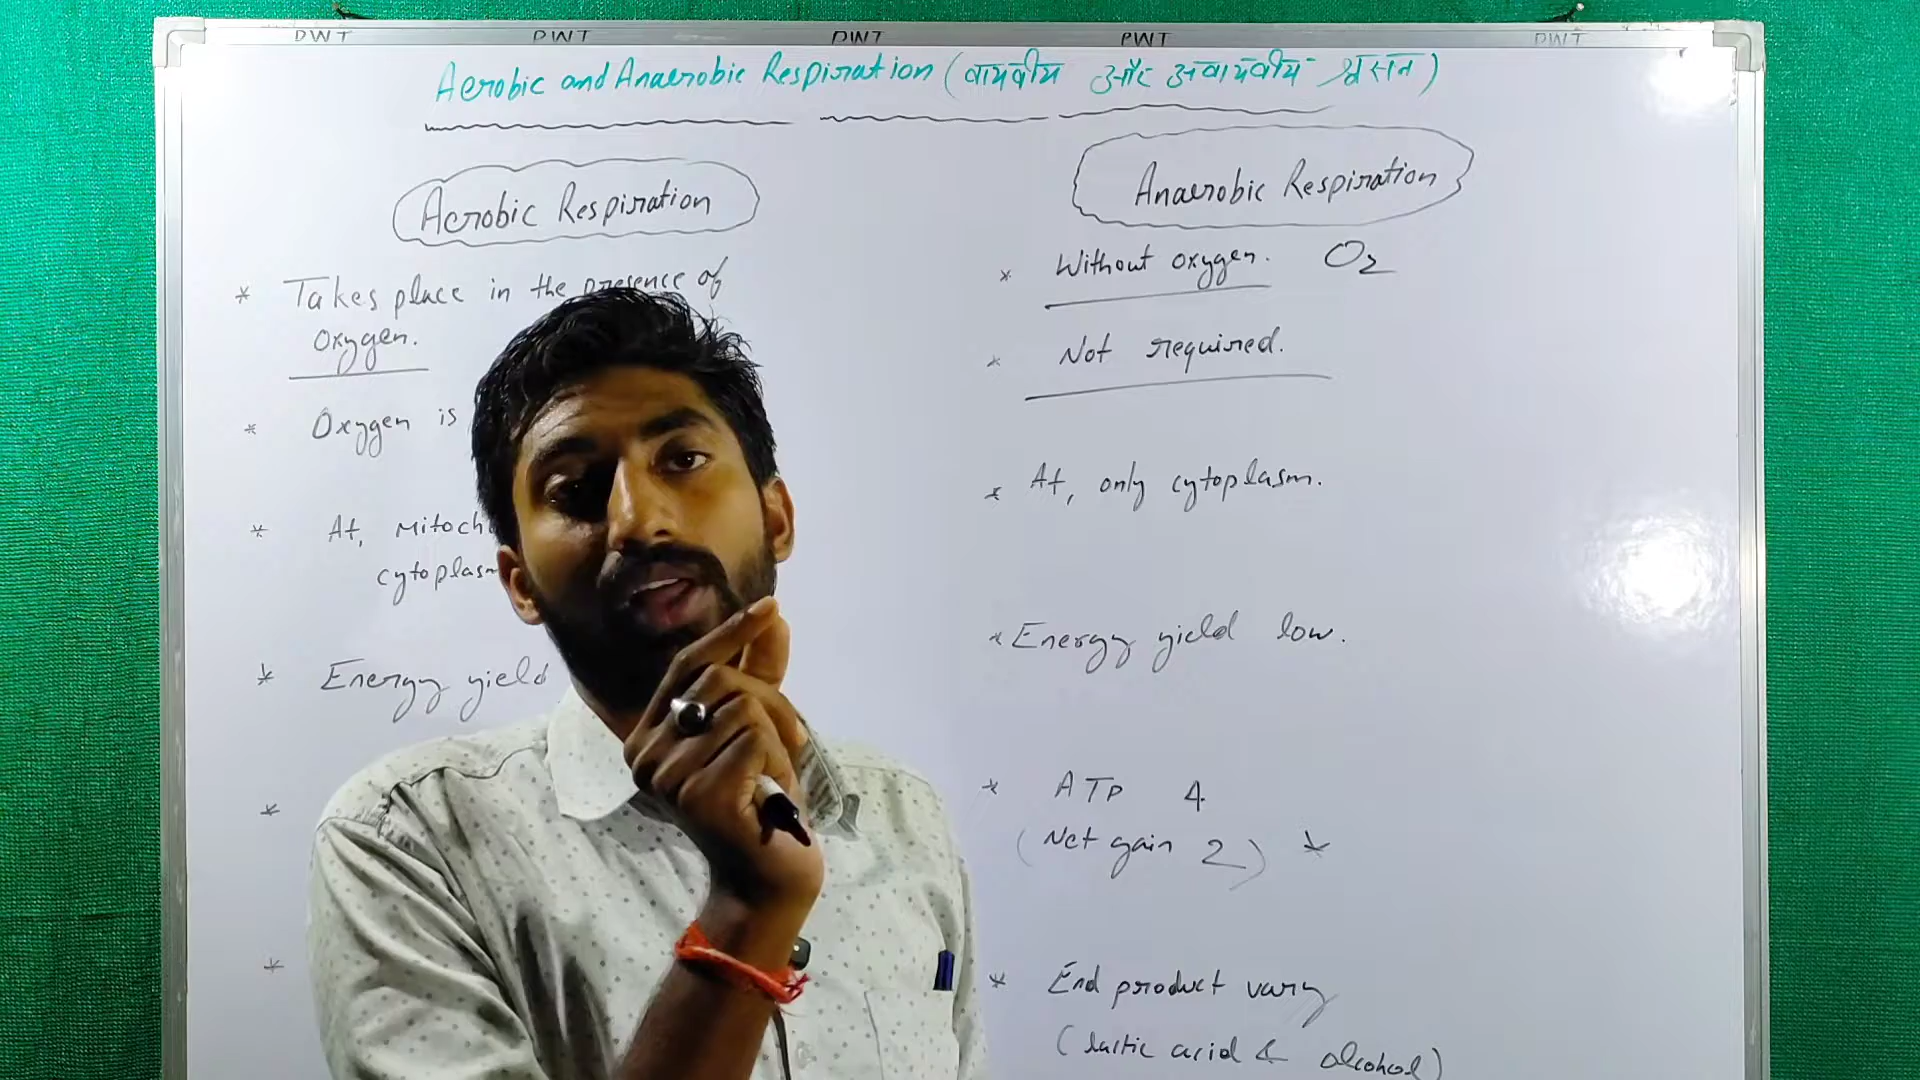 PWT PWT PWT PWT PWT
Aerobic and Anaerobic Respiration (वायवीय और अवायवीय श्वसन)
Aerobic Respiration
* Takes place in the presence of
oxygen.
* Oxygen is
* At, Mitoch
cytoplasm
* Energy yield
*
*
Anaerobic Respiration
* Without oxygen. O2
* Not required.
* At, only cytoplasm.
* Energy yield low.
* ATP 4
(Net gain 2) *
* End product vary
(lactic acid & alcohol)